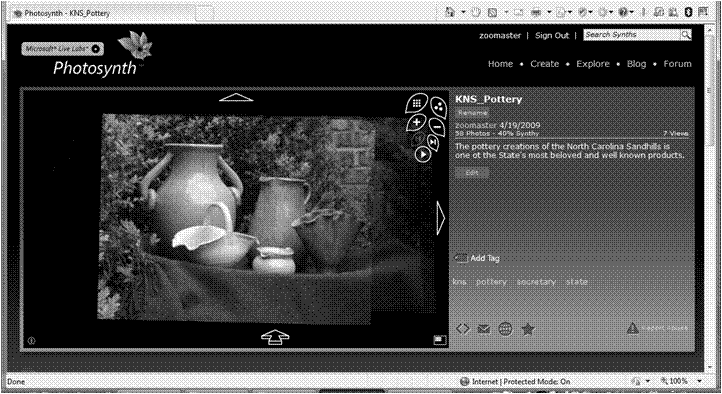 Photosynth - KNS_Pottery
zoomaster | Sign Out | Search Synths
Microsoft® Live Labs
Photosynth™
Home • Create • Explore • Blog • Forum
KNS_Pottery
Rename
zoomaster 4/19/2009
59 Photos - 40% Synthy 7 Views
The pottery creations of the North Carolina Sandhills is
one of the State's most beloved and well known products.
Edit
Add Tag
kns pottery secretary state
Report Abuse
Done Internet | Protected Mode: On 100%